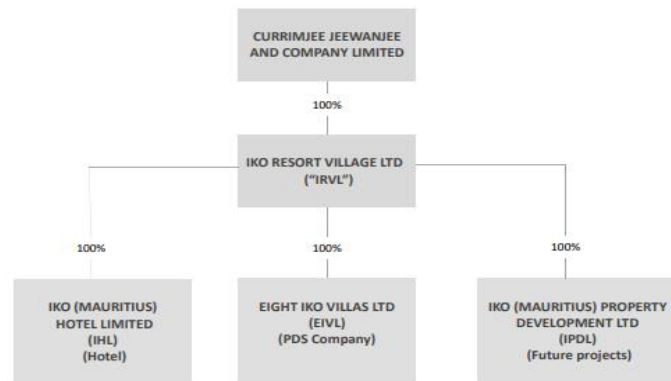 CURRIMJEE JEEWANJEE
AND COMPANY LIMITED
100%
IKO RESORT VILLAGE LTD
("IRVL")
100%
100%
100%
IKO (MAURITIUS)
HOTEL LIMITED
(IHL)
(Hotel)
EIGHT IKO VILLAS LTD
(EIVL)
(PDS Company)
IKO (MAURITIUS) PROPERTY
DEVELOPMENT LTD
(IPDL)
(Future projects)